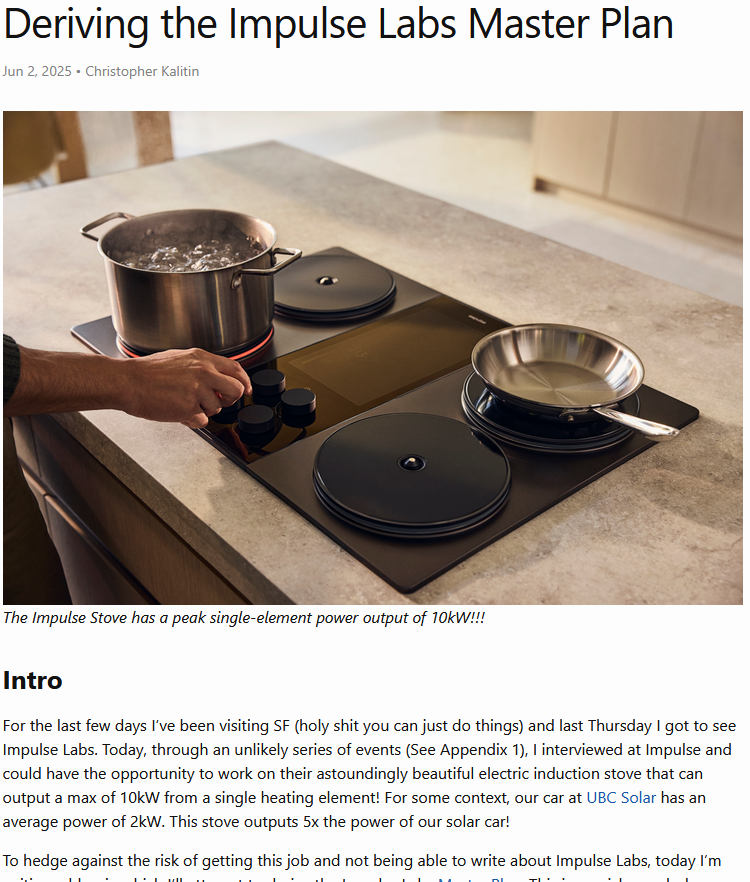 Deriving the Impulse Labs Master Plan
Jun 2, 2025 • Christopher Kalitin
impulse
The Impulse Stove has a peak single-element power output of 10kW!!!
Intro
For the last few days I've been visiting SF (holy shit you can just do things) and last Thursday I got to see
Impulse Labs. Today, through an unlikely series of events (See Appendix 1), I interviewed at Impulse and
could have the opportunity to work on their astoundingly beautiful electric induction stove that can
output a max of 10kW from a single heating element! For some context, our car at UBC Solar has an
average power of 2kW. This stove outputs 5x the power of our solar car!
To hedge against the risk of getting this job and not being able to write about Impulse Labs, today I'm